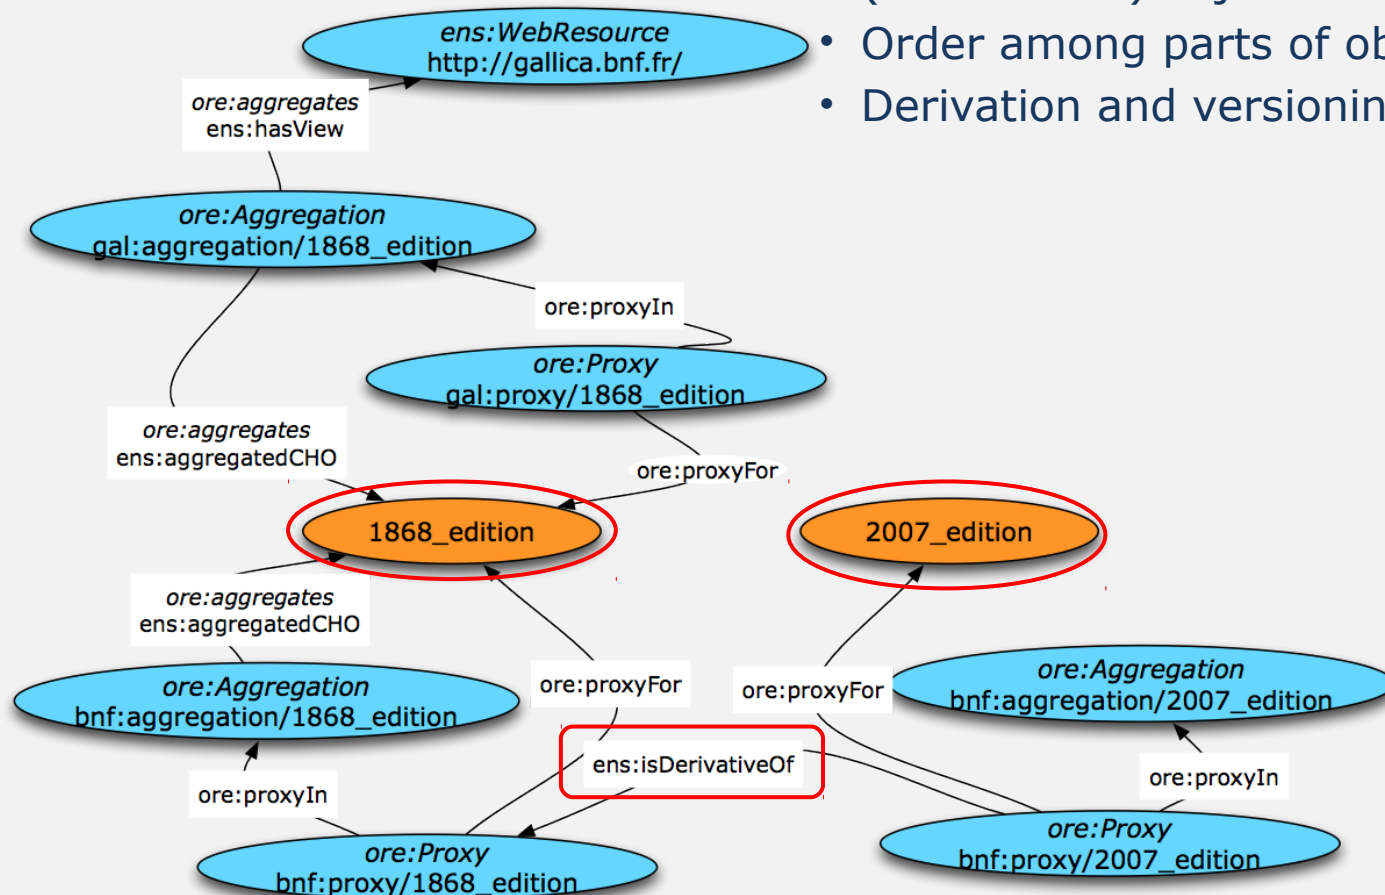 • Order among parts of
• Derivation and
ens:WebResource
http://gallica.bnf.fr/
ore:aggregates
ens:hasView
ore:Aggregation
gal:aggregation/1868_edition
ore:proxyIn
ore:Proxy
gal:proxy/1868_edition
ore:aggregates
ens:aggregatedCHO
ore:proxyFor
1868_edition
2007_edition
ore:aggregates
ens:aggregatedCHO
ore:Aggregation
bnf:aggregation/1868_edition
ore:proxyFor
ore:proxyFor
ore:Aggregation
bnf:aggregation/2007_edition
ens:isDerivativeOf
ore:proxyIn
ore:proxyIn
ore:Proxy
bnf:proxy/1868_edition
ore:Proxy
bnf:proxy/2007_edition